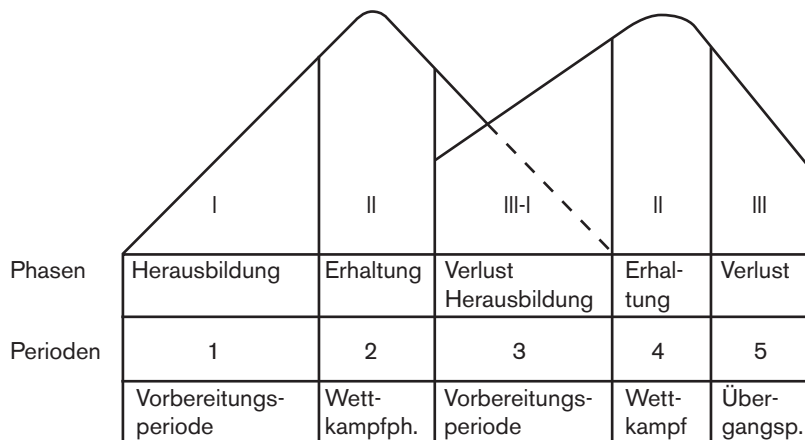 I II III-I II III
Phasen Herausbildung Erhaltung Verlust Erhal- Verlust
Herausbildung tung
Perioden 1 2 3 4 5
Vorbereitungs- Wett- Vorbereitungs- Wett- Über-
periode kampfph. periode kampf gangsp.